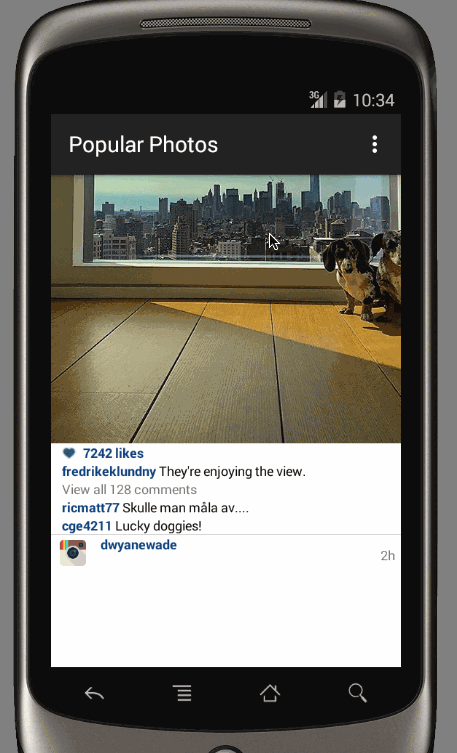 3G
10:34
Popular Photos
7242 likes
fredrikeklundny They're enjoying the view.
View all 128 comments
ricmatt77 Skulle man måla av....
cge4211 Lucky doggies!
dwyanewade
2h